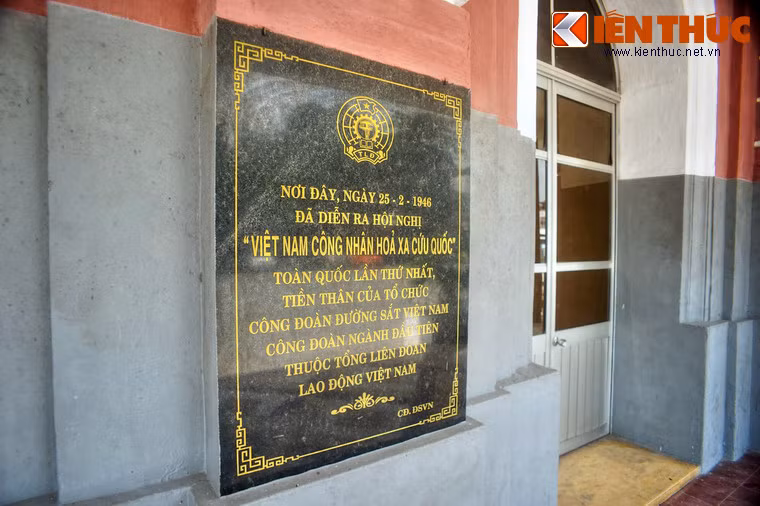 KIẾN THỨC
www.kienthuc.net.vn
TLĐ
NƠI ĐÂY, NGÀY 25 - 2 - 1946
ĐÃ DIỄN RA HỘI NGHỊ
“VIỆT NAM CÔNG NHÂN HOẢ XA CỨU QUỐC”
TOÀN QUỐC LẦN THỨ NHẤT,
TIỀN THÂN CỦA TỔ CHỨC
CÔNG ĐOÀN ĐƯỜNG SẮT VIỆT NAM
CÔNG ĐOÀN NGÀNH ĐẦU TIÊN
THUỘC TỔNG LIÊN ĐOÀN
LAO ĐỘNG VIỆT NAM
CĐ. ĐSVN